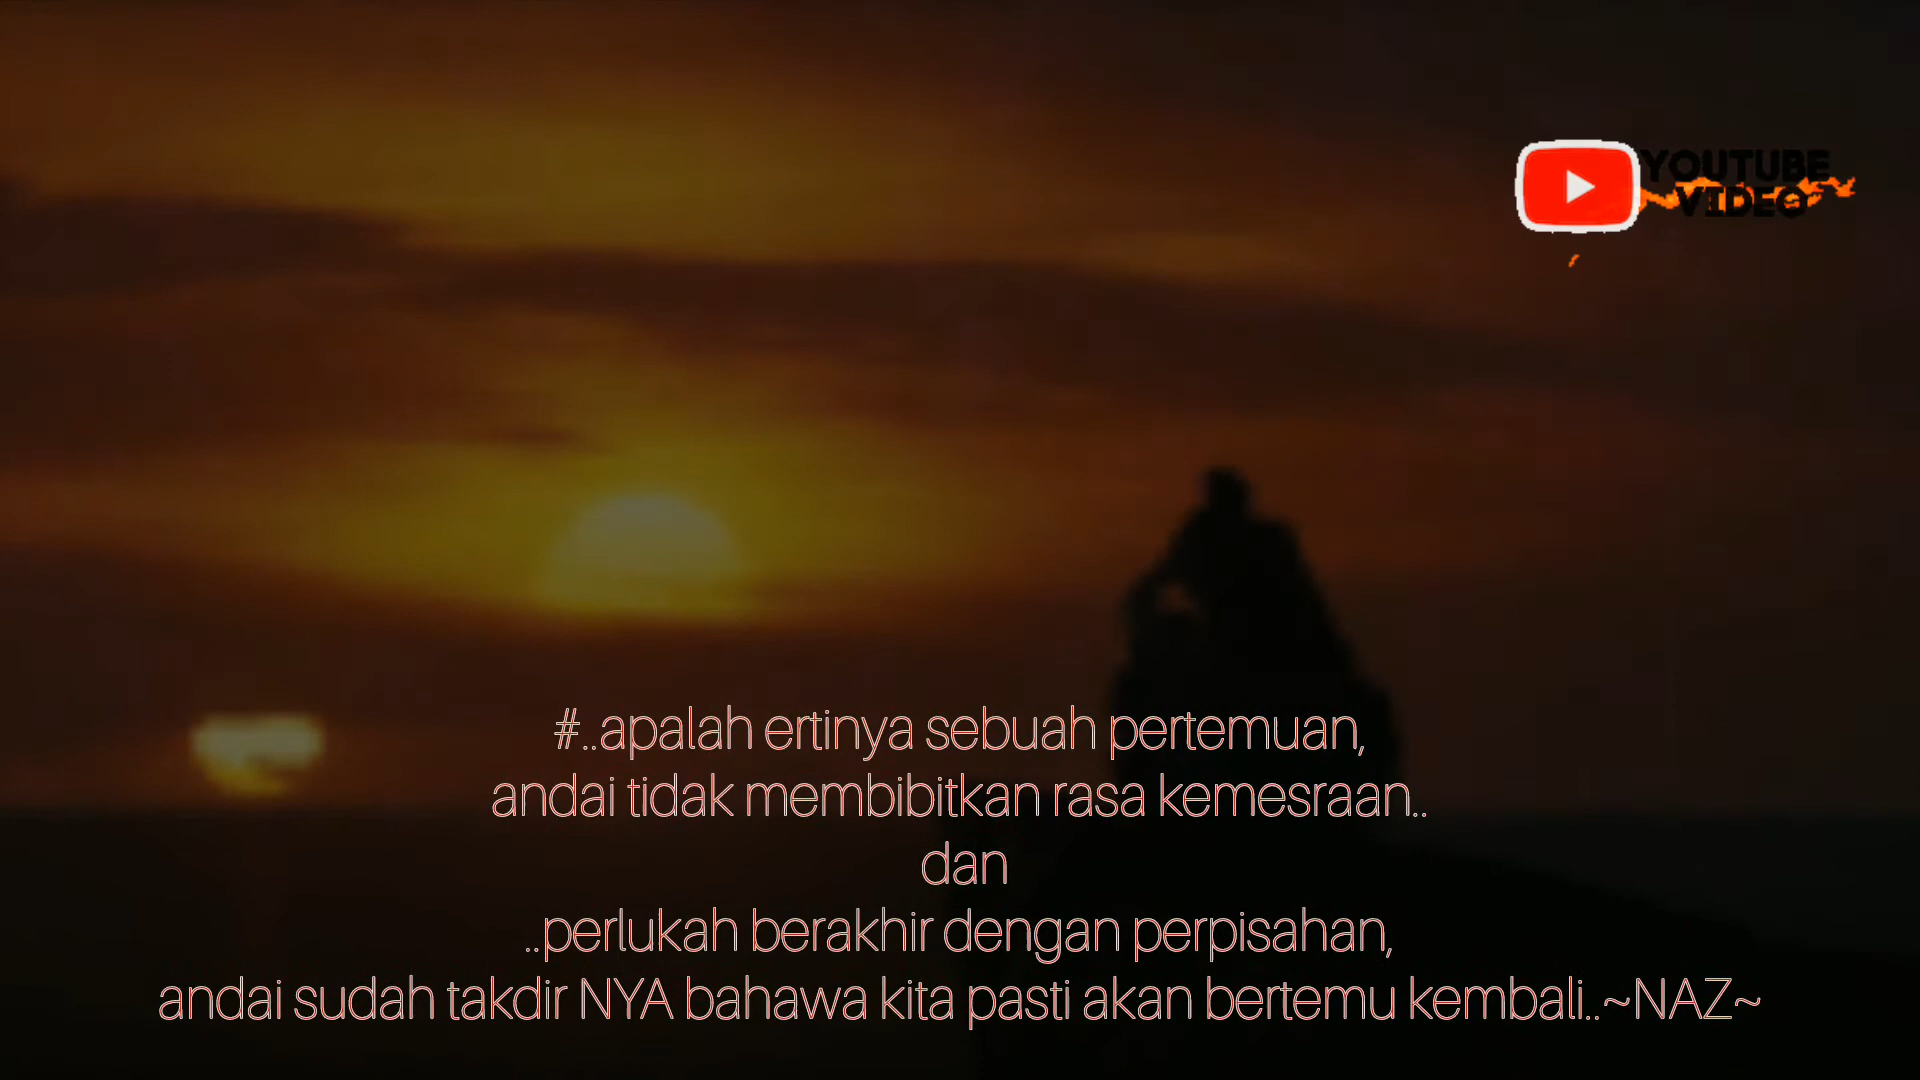 YOUTUBE
VIDEO
#..apalah ertinya sebuah pertemuan,
andai tidak membibitkan rasa kemesraan..
dan
..perlukah berakhir dengan perpisahan,
andai sudah takdir NYA bahawa kita pasti akan bertemu kembali..~NAZ~